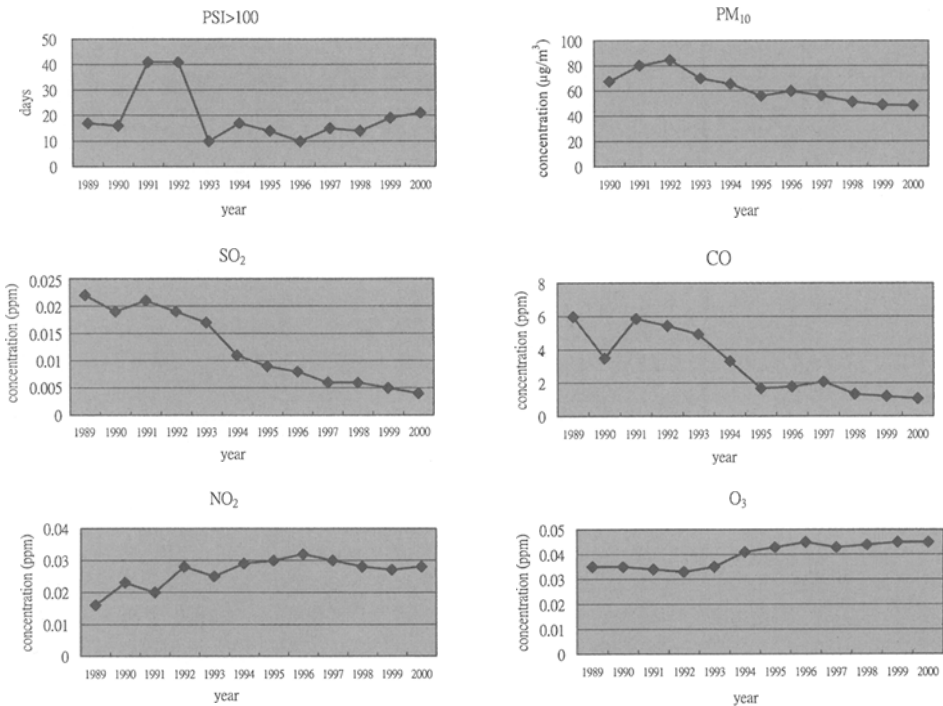 PSI>100
50
40
30
20
10
0
days
1989 1990 1991 1992 1993 1994 1995 1996 1997 1998 1999 2000
year
PM₁₀
100
80
60
40
20
0
concentration (μg/m³)
1990 1991 1992 1993 1994 1995 1996 1997 1998 1999 2000
year
SO₂
0.025
0.02
0.015
0.01
0.005
0
concentration (ppm)
1989 1990 1991 1992 1993 1994 1995 1996 1997 1998 1999 2000
year
CO
8
6
4
2
0
concentration (ppm)
1989 1990 1991 1992 1993 1994 1995 1996 1997 1998 1999 2000
year
NO₂
0.04
0.03
0.02
0.01
0
concentration (ppm)
1989 1990 1991 1992 1993 1994 1995 1996 1997 1998 1999 2000
year
O₃
0.05
0.04
0.03
0.02
0.01
0
concentration (ppm)
1989 1990 1991 1992 1993 1994 1995 1996 1997 1998 1999 2000
year